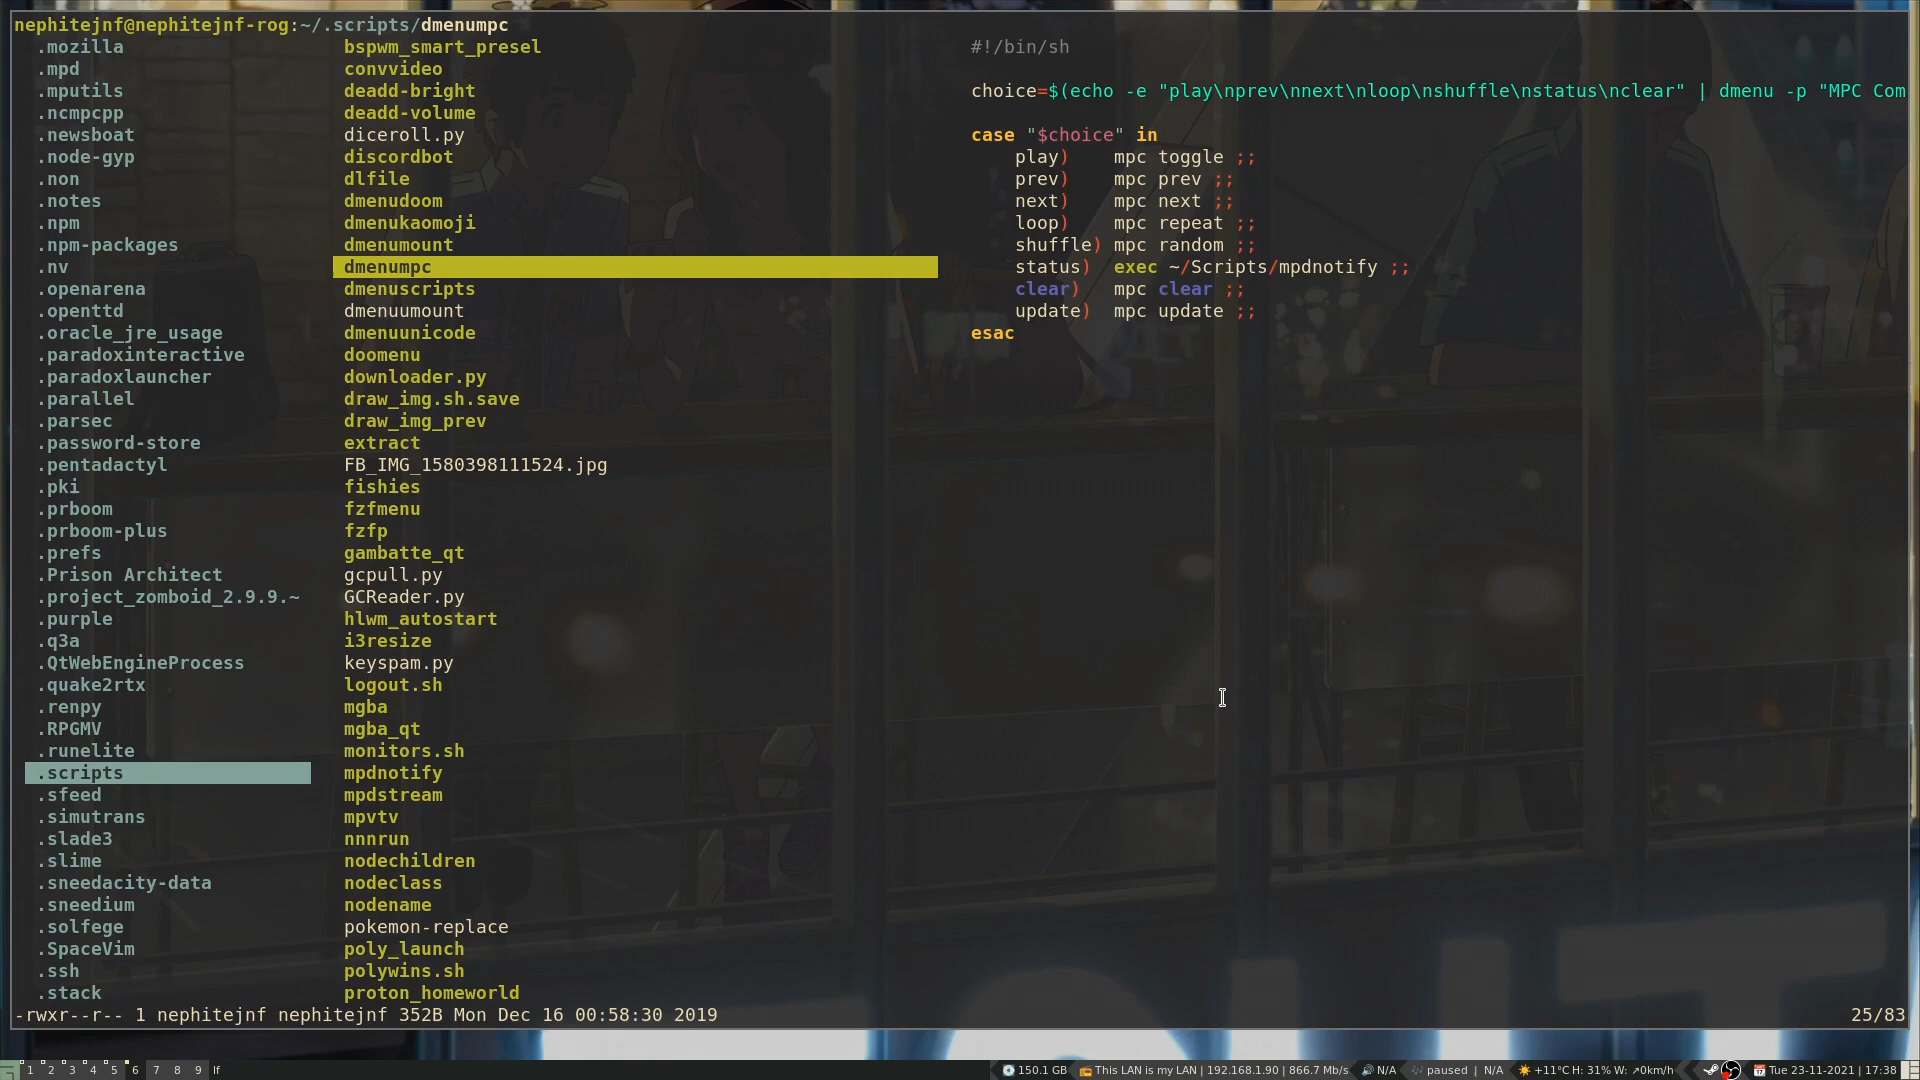 nephitejnf@nephitejnf-rog:~/.scripts/dmenumpc
.mozilla
.mpd
.mputils
.ncmpcpp
.newsboat
.node-gyp
.non
.notes
.npm
.npm-packages
.nv
.openarena
.openttd
.oracle_jre_usage
.paradoxinteractive
.paradoxlauncher
.parallel
.parsec
.password-store
.pentadactyl
.pki
.prboom
.prboom-plus
.prefs
.Prison Architect
.project_zomboid_2.9.9.~
.purple
.q3a
.QtWebEngineProcess
.quake2rtx
.renpy
.RPGMV
.runelite
.scripts
.sfeed
.simutrans
.slade3
.slime
.sneedacity-data
.sneedium
.solfege
.SpaceVim
.ssh
.stack
bspwm_smart_presel
convvideo
deadd-bright
deadd-volume
diceroll.py
discordbot
dlfile
dmenudoom
dmenukaomoji
dmenumount
dmenumpc
dmenuscripts
dmenuumount
dmenuunicode
doomenu
downloader.py
draw_img.sh.save
draw_img_prev
extract
FB_IMG_1580398111524.jpg
fishies
fzfmenu
fzfp
gambatte_qt
gcpull.py
GCReader.py
hlwm_autostart
i3resize
keyspam.py
logout.sh
mgba
mgba_qt
monitors.sh
mpdnotify
mpdstream
mpvtv
nnnrun
nodechildren
nodeclass
nodename
pokemon-replace
poly_launch
polywins.sh
proton_homeworld
#!/bin/sh
choice=$(echo -e "play\nprev\nnext\nloop\nshuffle\nstatus\nclear" | dmenu -p "MPC Com
case "$choice" in
play) mpc toggle ;;
prev) mpc prev ;;
next) mpc next ;;
loop) mpc repeat ;;
shuffle) mpc random ;;
status) exec ~/Scripts/mpdnotify ;;
clear) mpc clear ;;
update) mpc update ;;
esac
-rwxr--r-- 1 nephitejnf nephitejnf 352B Mon Dec 16 00:58:30 2019 25/83
1 2 3 4 5 6 7 8 9 lf 150.1 GB This LAN is my LAN | 192.168.1.90 | 866.7 Mb/s N/A paused | N/A +11°C H: 31% W: ↗0km/h Tue 23-11-2021 | 17:38